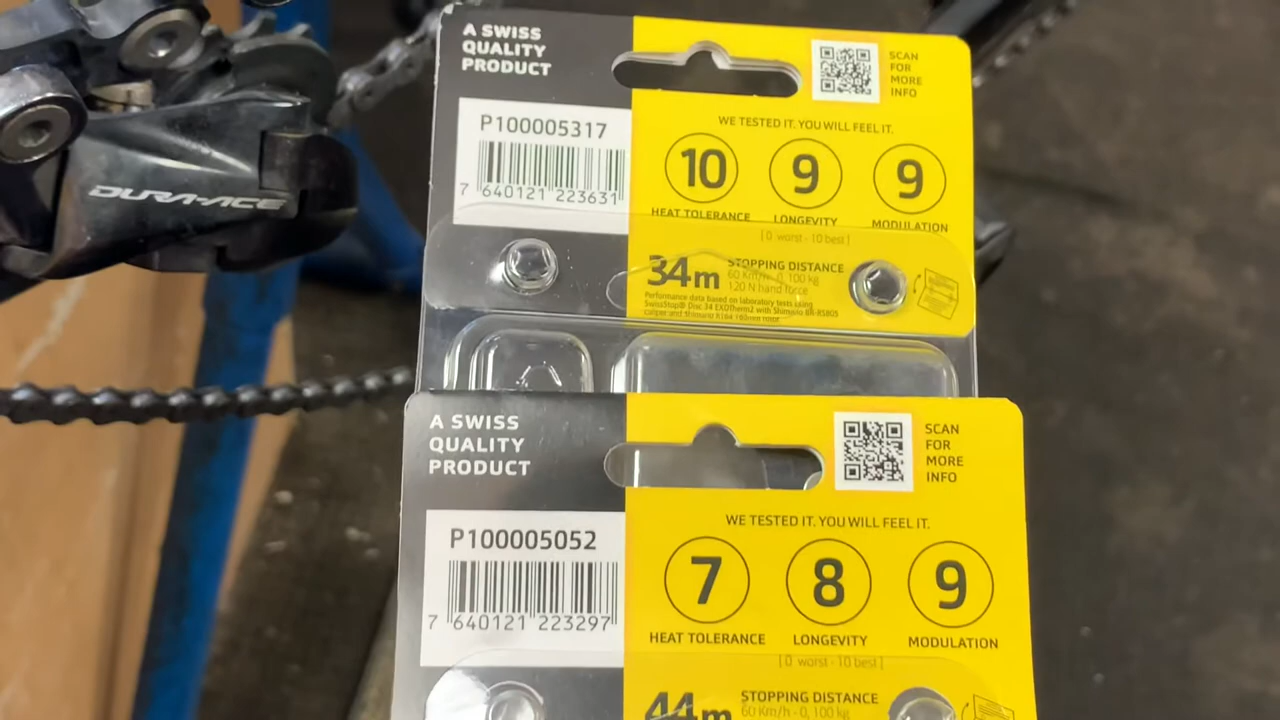 DURA-ACE
A SWISS
QUALITY
PRODUCT
SCAN
FOR
MORE
INFO
P100005317
7 640121 223631
WE TESTED IT. YOU WILL FEEL IT.
10 9 9
HEAT TOLERANCE LONGEVITY MODULATION
[0 worst - 10 best]
34m STOPPING DISTANCE
60 Km/h - 0, 100 kg
120 N hand force
Performance data based on laboratory tests using
SwissStop® Disc 34 EXOTherm2 with Shimano BR-RS805
caliper and Shimano
A SWISS
QUALITY
PRODUCT
SCAN
FOR
MORE
INFO
P100005052
7 640121 223297
WE TESTED IT. YOU WILL FEEL IT.
7 8 9
HEAT TOLERANCE LONGEVITY MODULATION
[0 worst - 10 best]
44m STOPPING DISTANCE
60 Km/h - 0, 100 kg